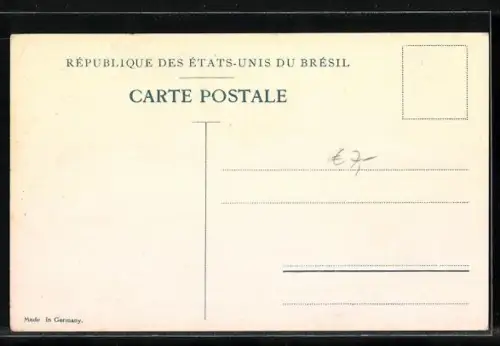 RÉPUBLIQUE DES ÉTATS-UNIS DU BRÉSIL
CARTE POSTALE
€ 7,-
Made in Germany.